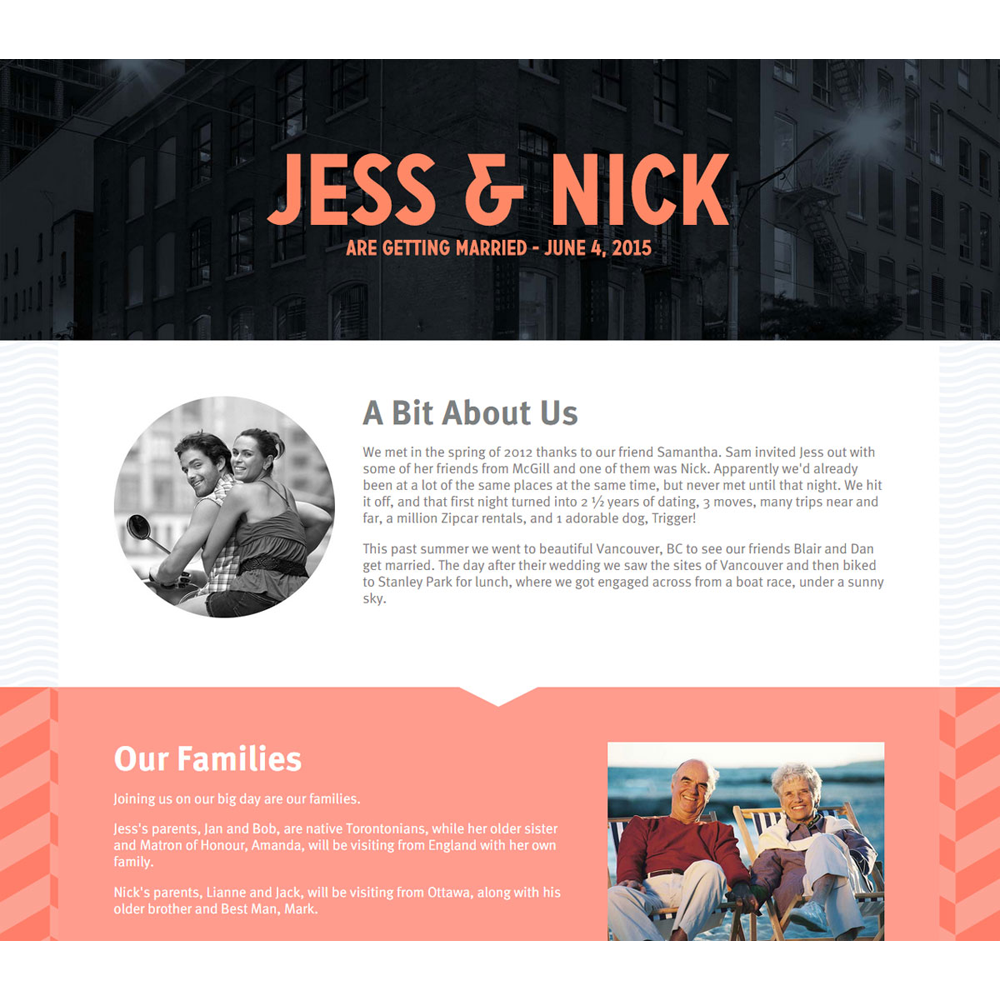 JESS & NICK
ARE GETTING MARRIED - JUNE 4, 2015
A Bit About Us
We met in the spring of 2012 thanks to our friend Samantha. Sam invited Jess out with
some of her friends from McGill and one of them was Nick. Apparently we'd already
been at a lot of the same places at the same time, but never met until that night. We hit
it off, and that first night turned into 2 ½ years of dating, 3 moves, many trips near and
far, a million Zipcar rentals, and 1 adorable dog, Trigger!
This past summer we went to beautiful Vancouver, BC to see our friends Blair and Dan
get married. The day after their wedding we saw the sites of Vancouver and then biked
to Stanley Park for lunch, where we got engaged across from a boat race, under a sunny
sky.
Our Families
Joining us on our big day are our families.
Jess's parents, Jan and Bob, are native Torontonians, while her older sister
and Matron of Honour, Amanda, will be visiting from England with her own
family.
Nick's parents, Lianne and Jack, will be visiting from Ottawa, along with his
older brother and Best Man, Mark.